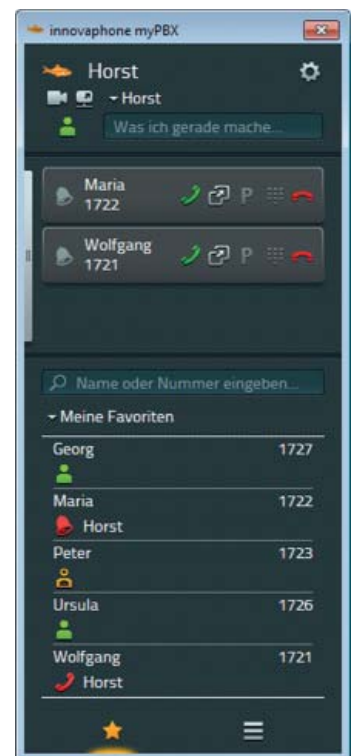 innovaphone myPBX
Horst
Horst
Was ich gerade mache...
Maria
1722
P
Wolfgang
1721
P
Name oder Nummer eingeben...
Meine Favoriten
Georg 1727
Maria 1722
Horst
Peter 1723
Ursula 1726
Wolfgang 1721
Horst